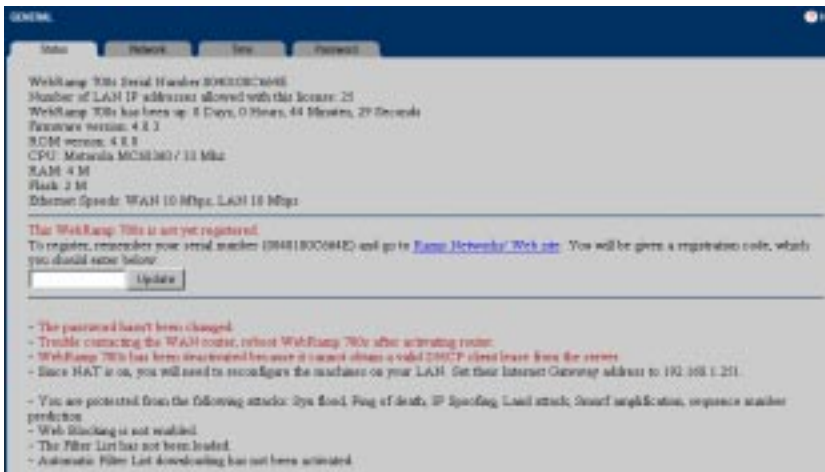 GENERAL
Status Network Time Password
WebRamp 700s Serial Number
Number of LAN IP addresses allowed with this license: 25
WebRamp 700s has been up: 0 Days, 0 Hours, 44 Minutes, 29 Seconds
Firmware version: 4.0.2
ROM version: 4.0.0
CPU: Motorola MC68360 / 33 Mhz
RAM: 4 M
Flash: 2 M
Ethernet Speeds: WAN 10 Mbps, LAN 10 Mbps
This WebRamp 700s is not yet registered.
To register, remember your serial number and go to Ramp Networks' Web site. You will be given a registration code, which
you should enter below
Update
- The password hasn't been changed.
- Trouble contacting the WAN router, reboot WebRamp 700s after activating router.
- WebRamp 700s has been deactivated because it cannot obtain a valid DHCP client lease from the server.
- Since NAT is on, you will need to reconfigure the machines on your LAN. Set their Internet Gateway address to 192.168.1.251.
- You are protected from the following attacks: Syn flood, Ping of death, IP Spoofing, Land attack, Smurf amplification, sequence number
prediction
- Web Blocking is not enabled.
- The Filter List has not been loaded.
- Automatic Filter List downloading has not been activated.